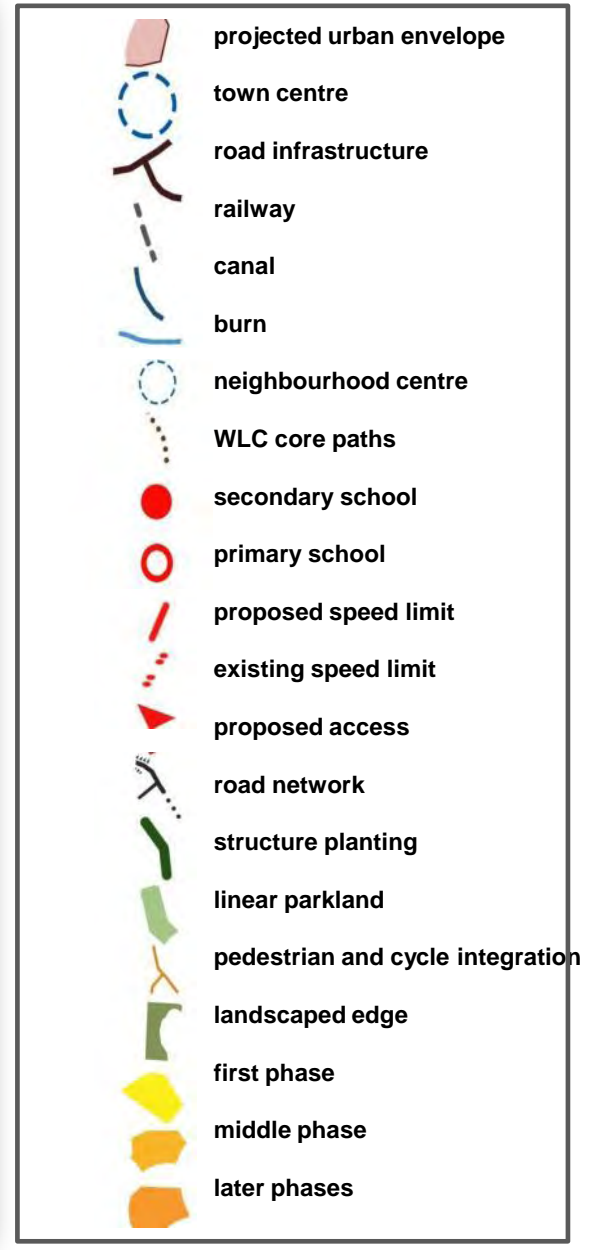 projected urban envelope
town centre
road infrastructure
railway
canal
burn
neighbourhood centre
WLC core paths
secondary school
primary school
proposed speed limit
existing speed limit
proposed access
road network
structure planting
linear parkland
pedestrian and cycle integration
landscaped edge
first phase
middle phase
later phases